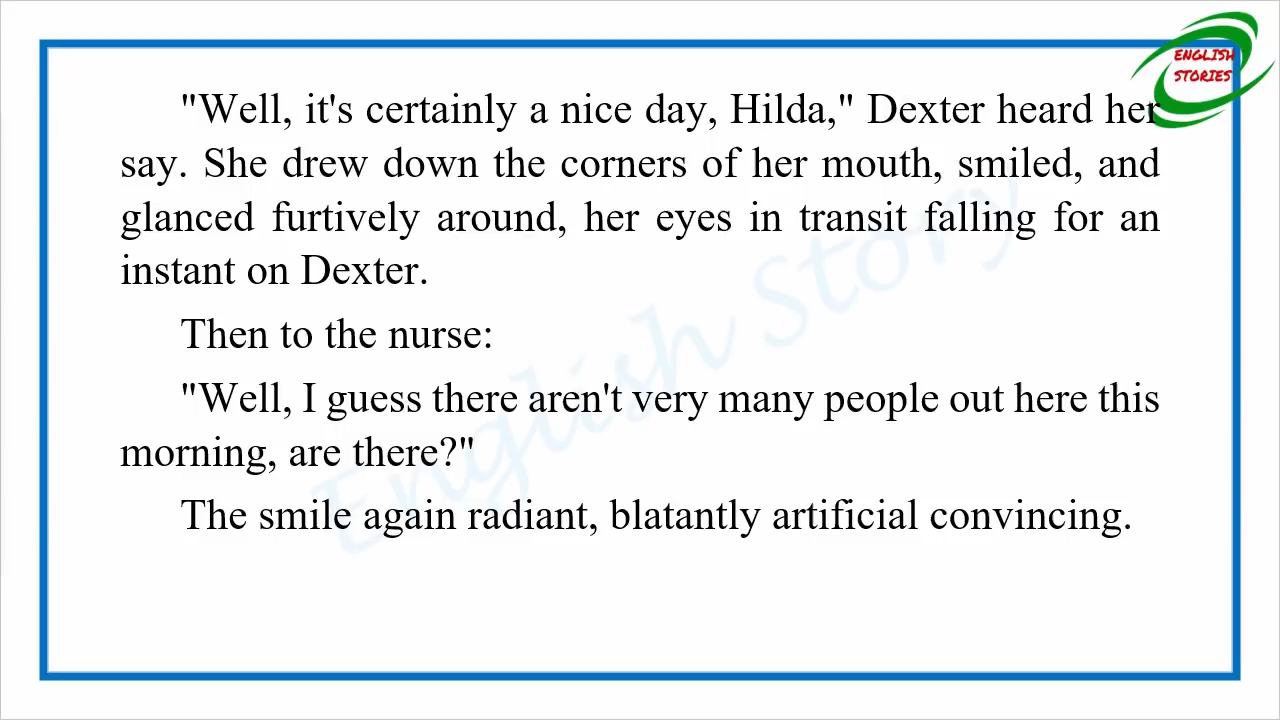 ENGLISH
STORIES
"Well, it's certainly a nice day, Hilda," Dexter heard her
say. She drew down the corners of her mouth, smiled, and
glanced furtively around, her eyes in transit falling for an
instant on Dexter.
Then to the nurse:
"Well, I guess there aren't very many people out here this
morning, are there?"
The smile again radiant, blatantly artificial convincing.
English Story